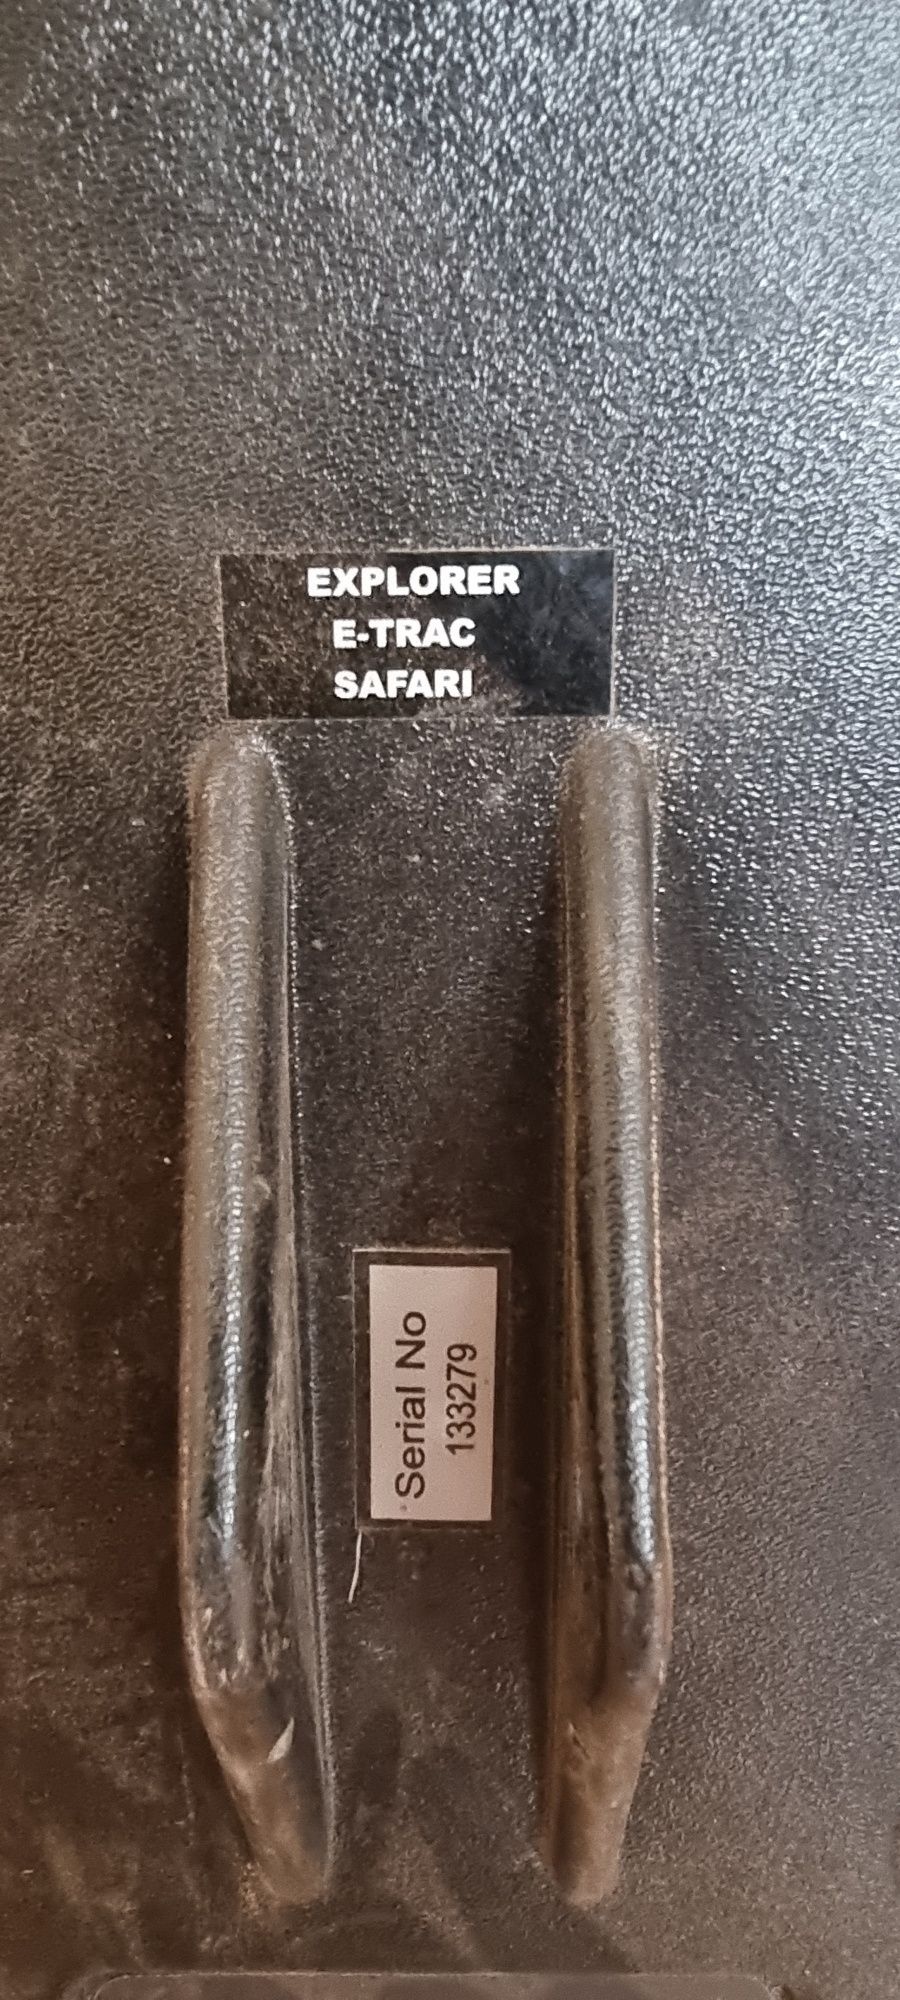 EXPLORER
E-TRAC
SAFARI
Serial No
133279